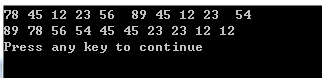 78 45 12 23 56  89 45 12 23  54
89 78 56 54 45 45 23 23 12 12
Press any key to continue